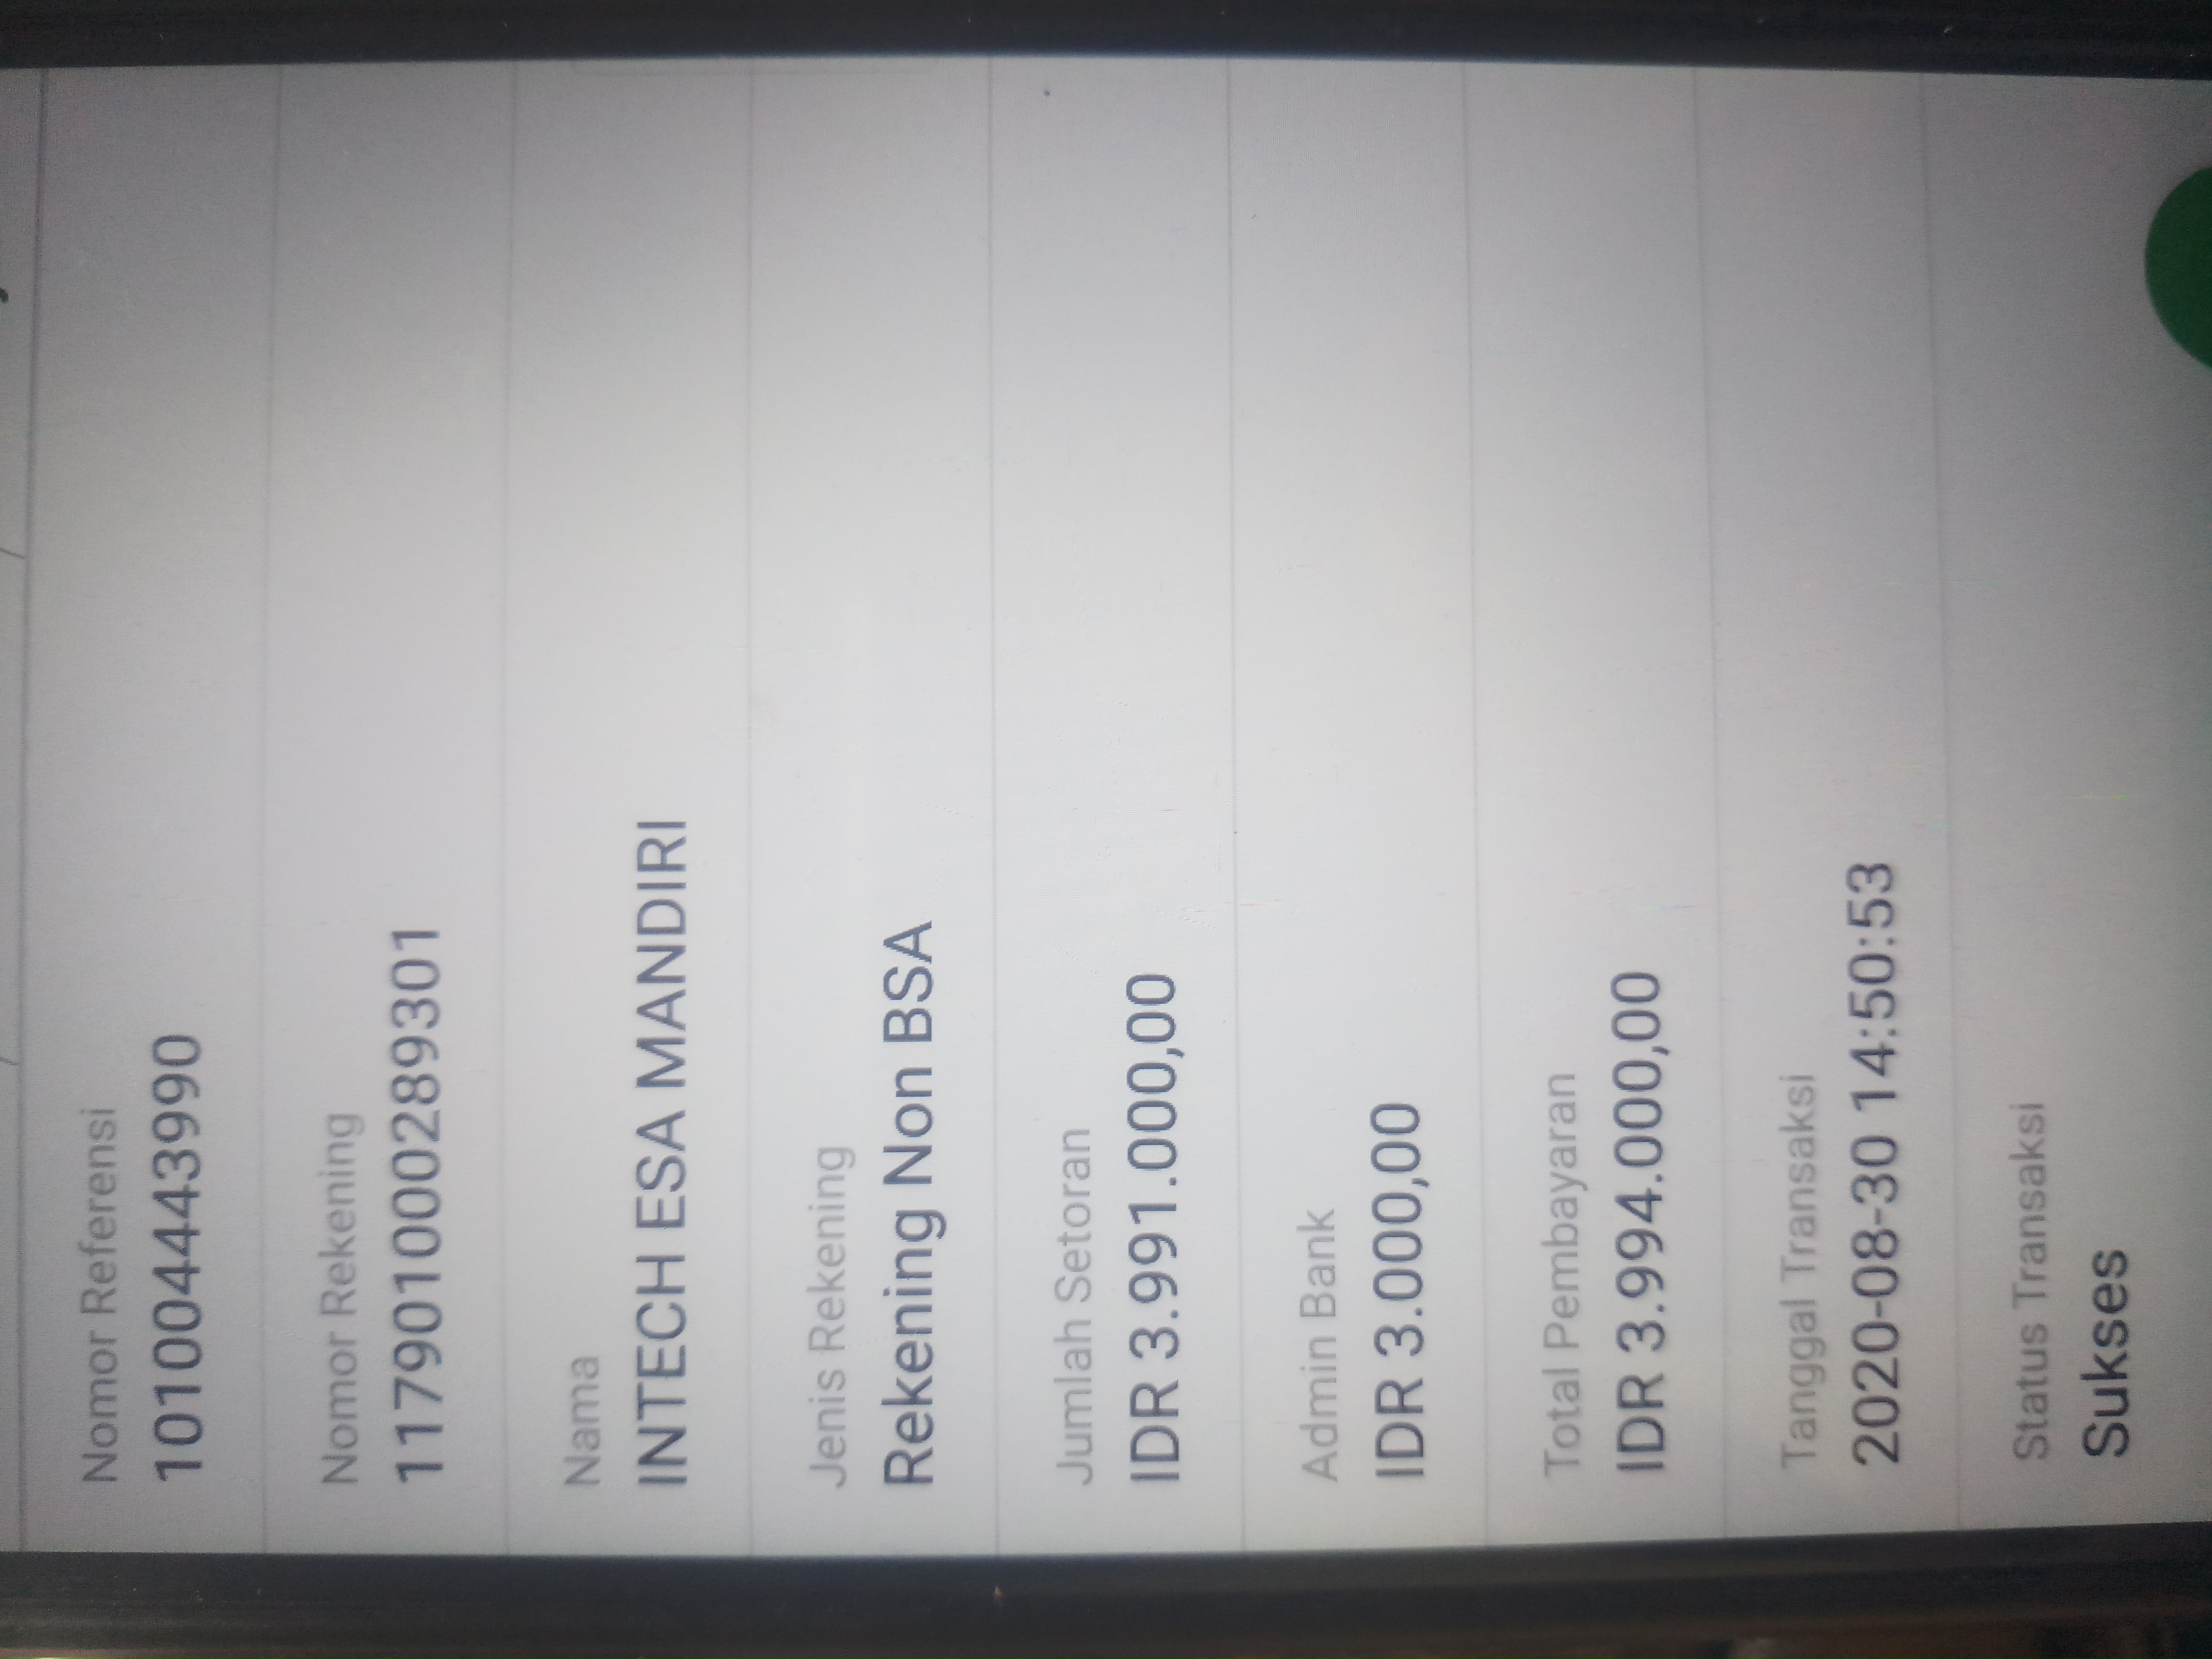 Nomor Referensi
101004443990
Nomor Rekening
117901000289301
Nama
INTECH ESA MANDIRI
Jenis Rekening
Rekening Non BSA
Jumlah Setoran
IDR 3.991.000,00
Admin Bank
IDR 3.000,00
Total Pembayaran
IDR 3.994.000,00
Tanggal Transaksi
2020-08-30 14:50:53
Status Transaksi
Sukses